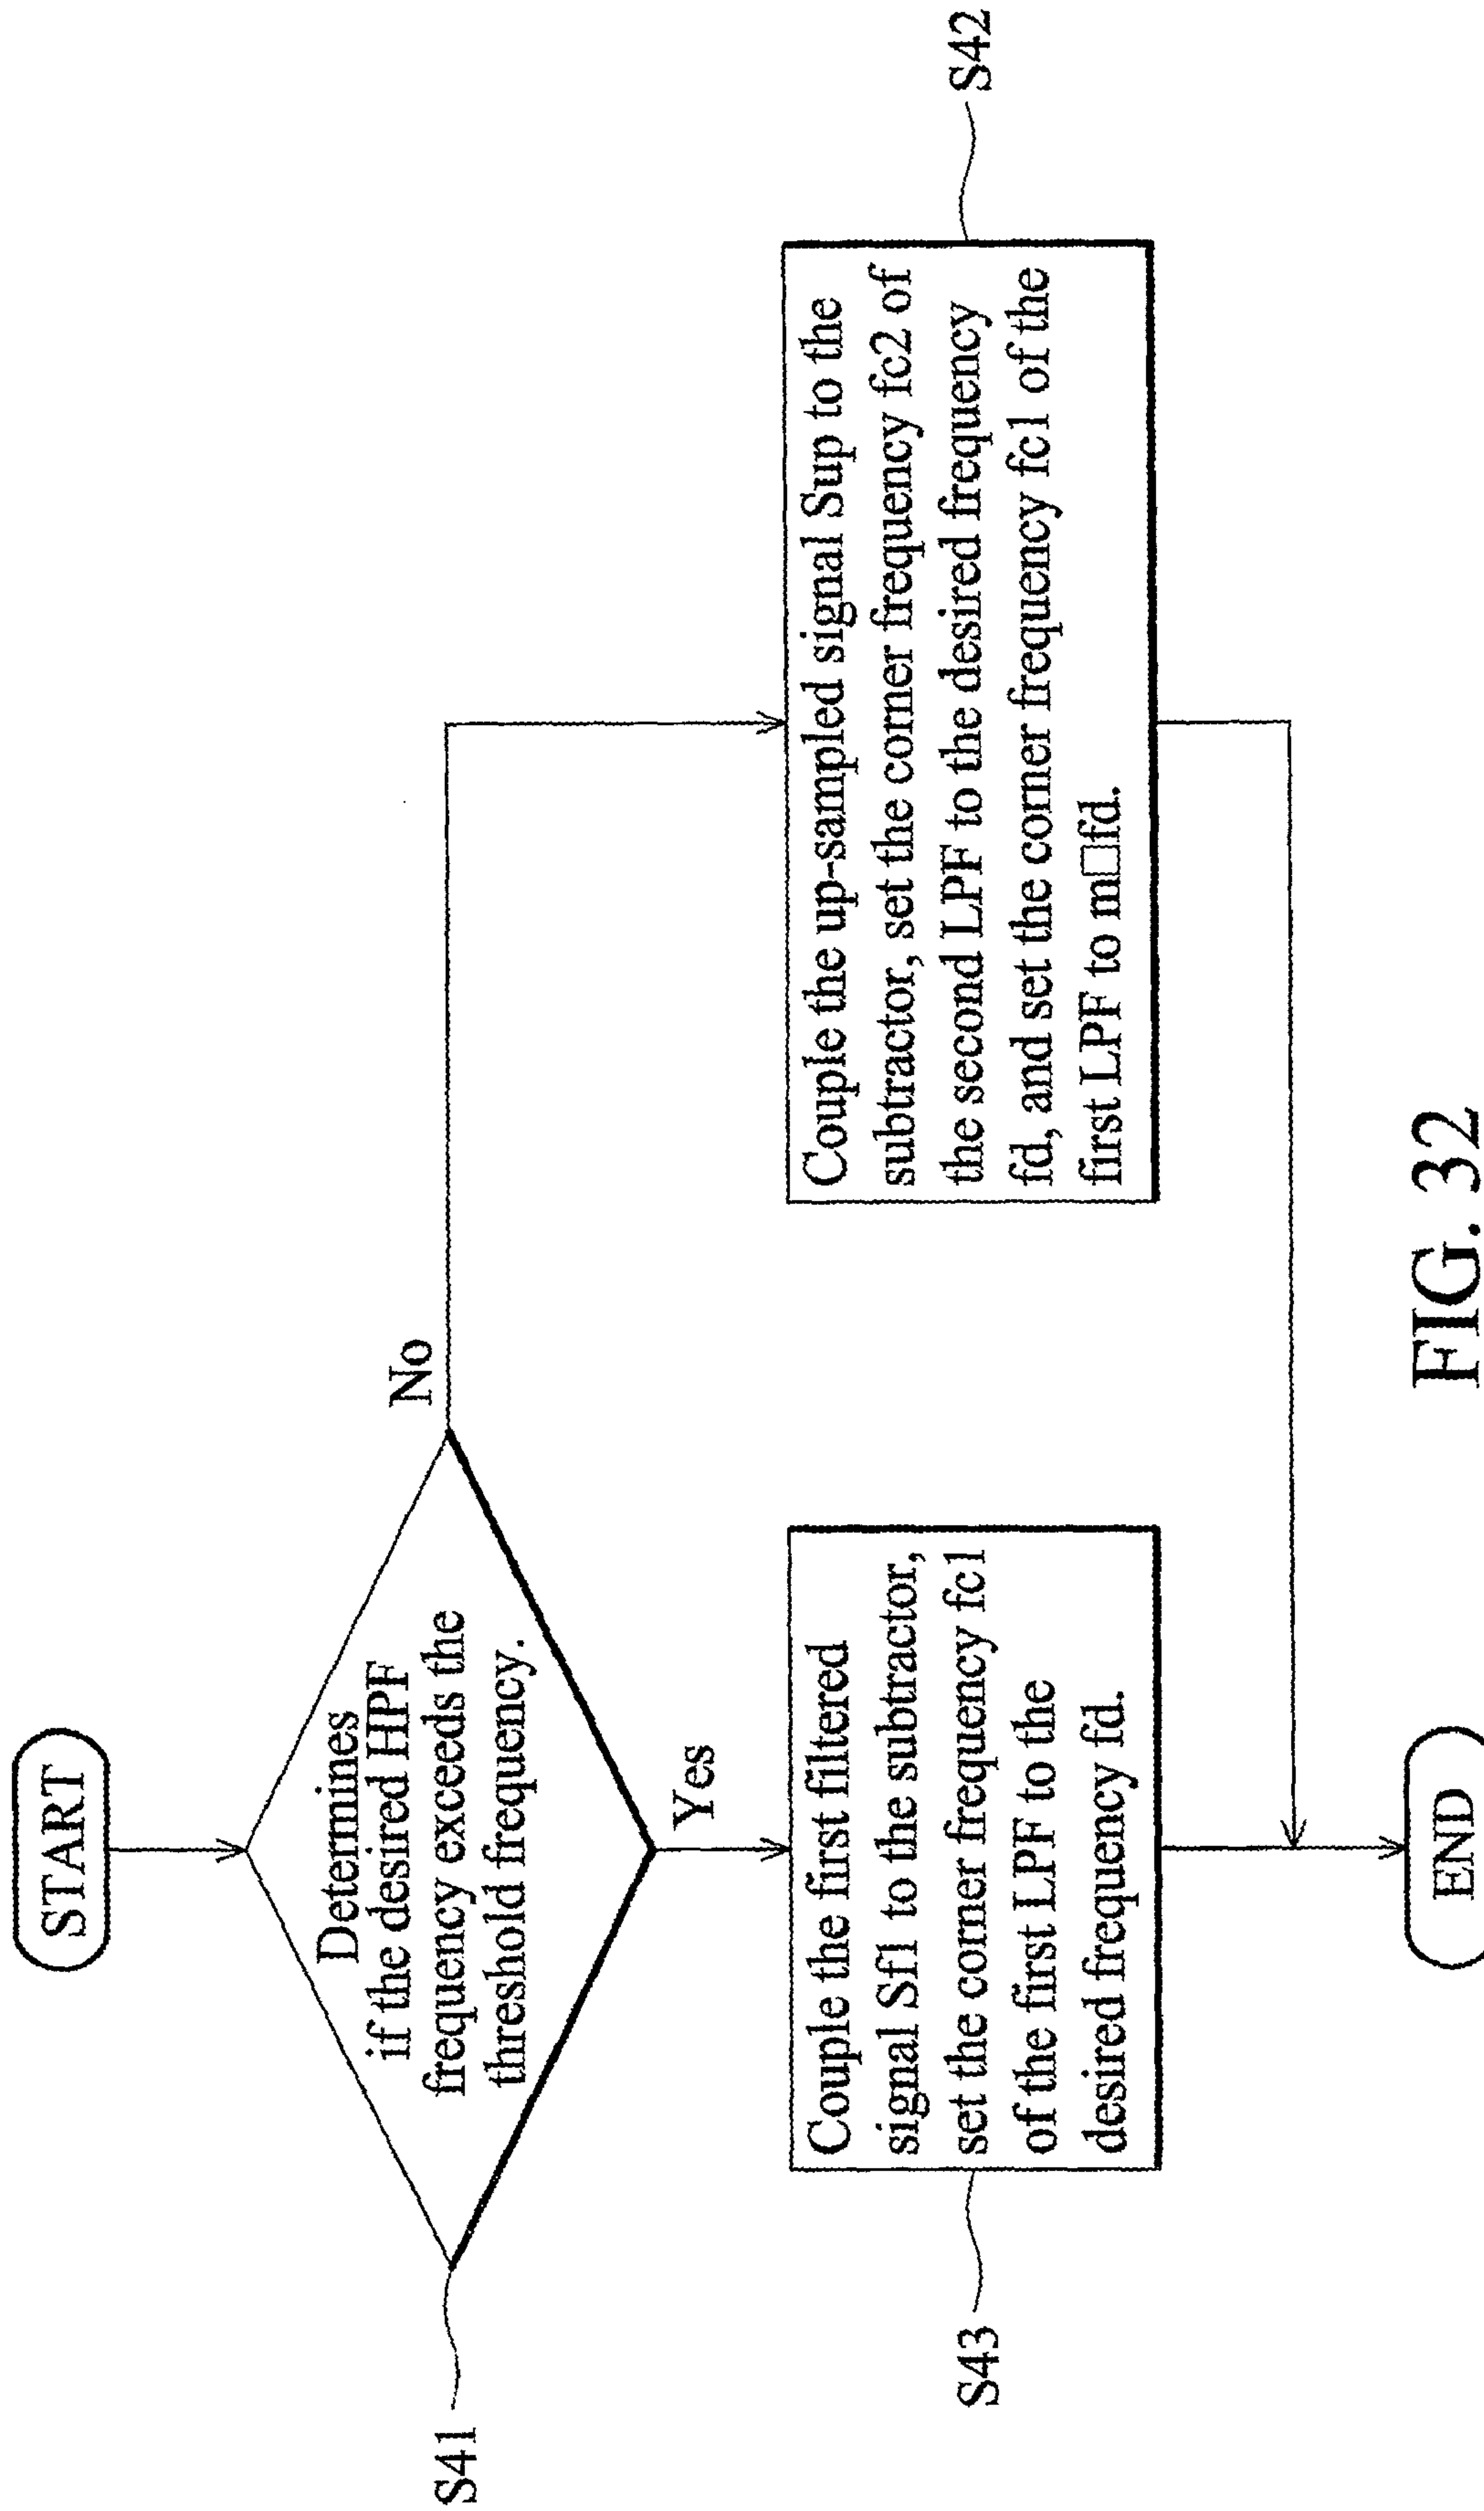 START
S41
Determines
if the desired HPF
frequency exceeds the
threshold frequency.
No
Yes
S43
Couple the first filtered
signal Sf1 to the subtractor,
set the corner frequency fc1
of the first LPF to the
desired frequency fd.
Couple the up-sampled signal Sup to the
subtractor, set the corner frequency fc2 of
the second LPF to the desired frequency
fd, and set the corner frequency fc1 of the
first LPF to m□fd.
S42
END
FIG. 32